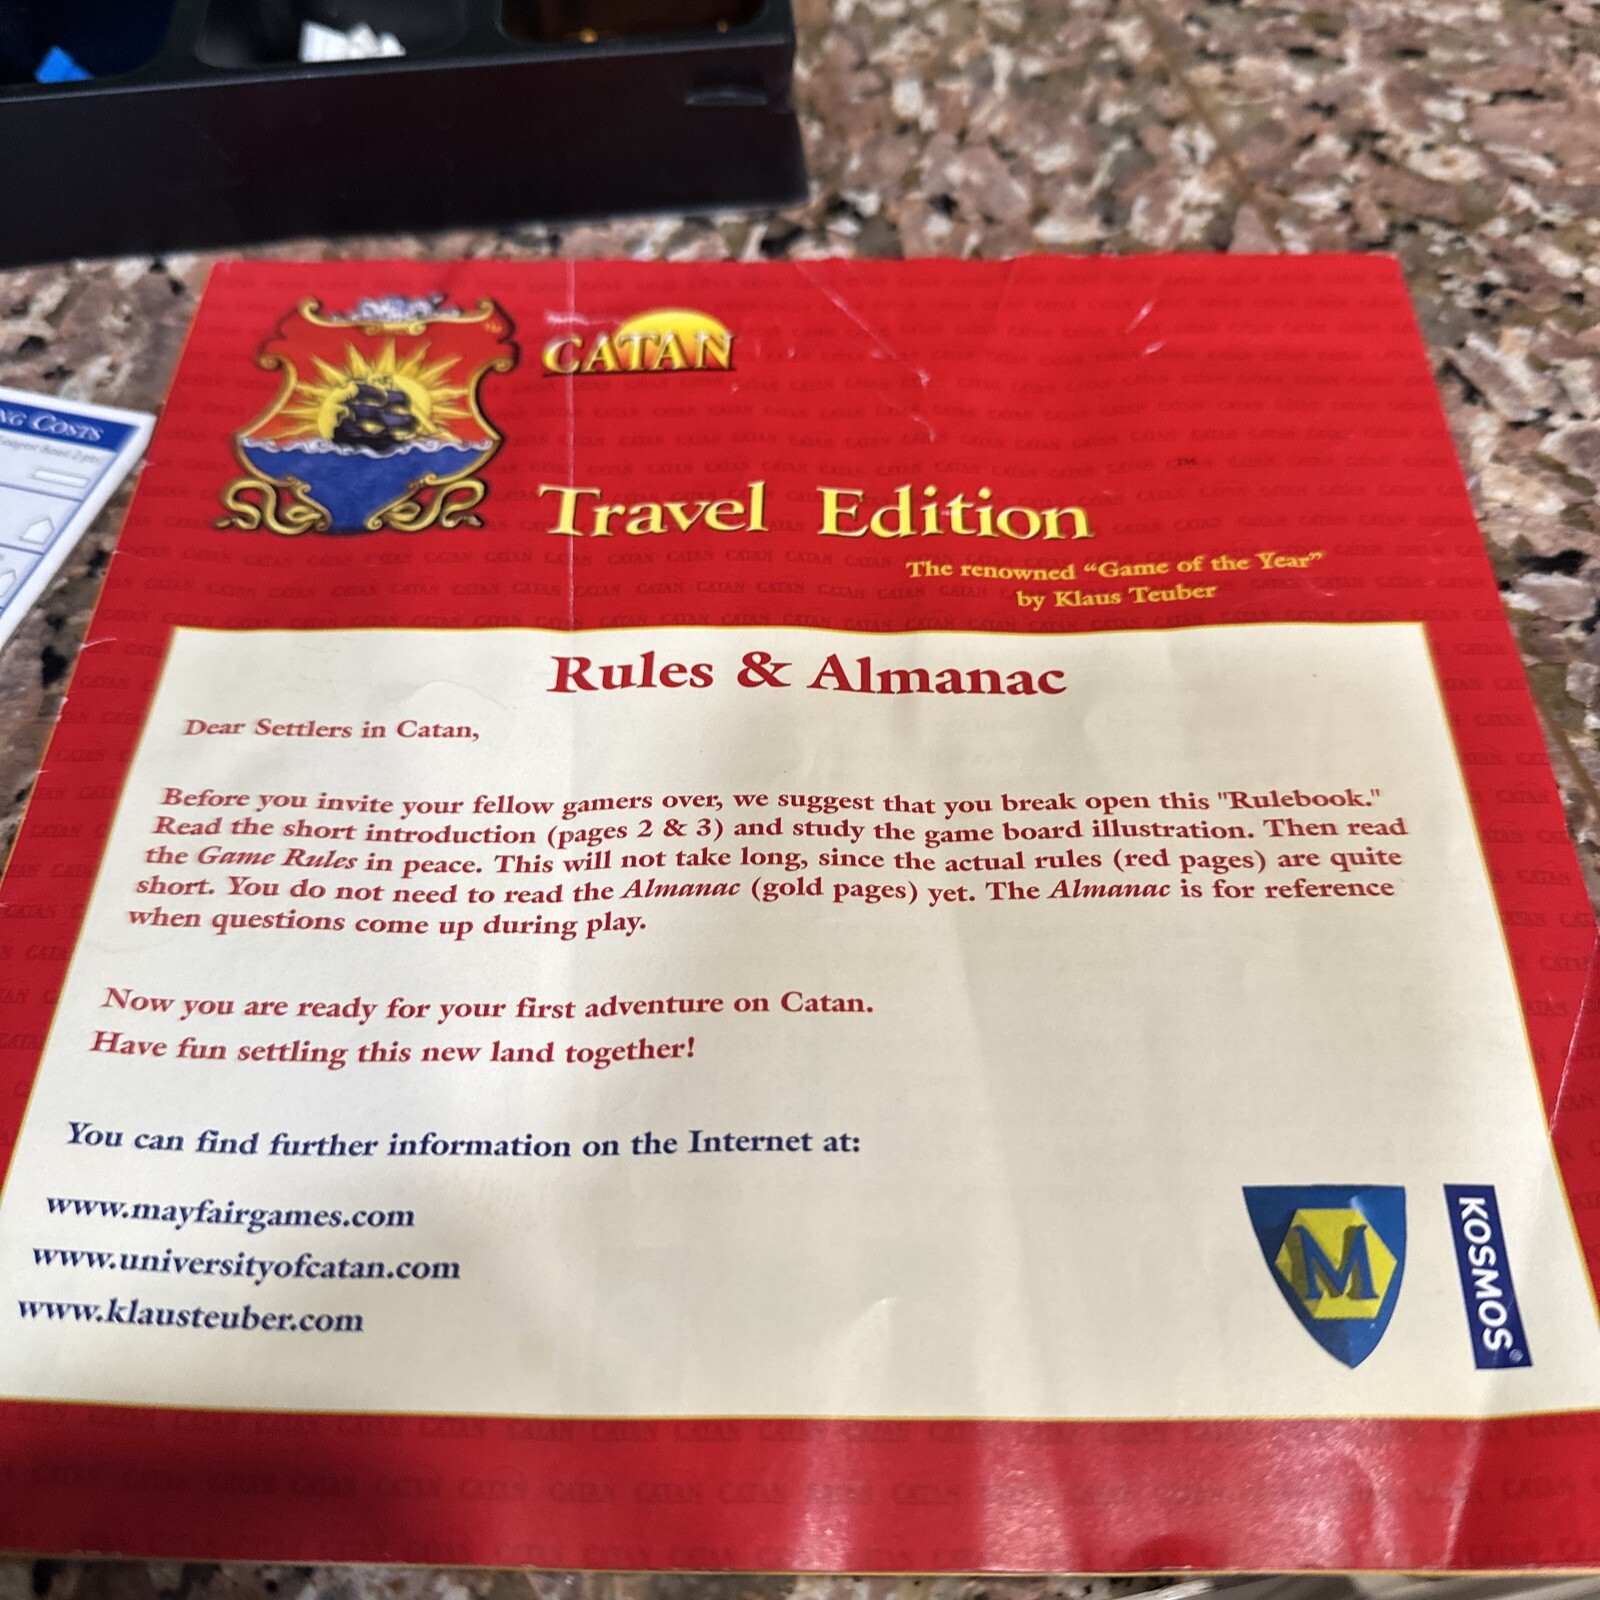 NG COSTS
CATAN
™
Travel Edition
™
The renowned “Game of the Year”
by Klaus Teuber
Rules & Almanac
Dear Settlers in Catan,
Before you invite your fellow gamers over, we suggest that you break open this "Rulebook."
Read the short introduction (pages 2 & 3) and study the game board illustration. Then read
the Game Rules in peace. This will not take long, since the actual rules (red pages) are quite
short. You do not need to read the Almanac (gold pages) yet. The Almanac is for reference
when questions come up during play.
Now you are ready for your first adventure on Catan.
Have fun settling this new land together!
You can find further information on the Internet at:
www.mayfairgames.com
www.universityofcatan.com
www.klausteuber.com
M
KOSMOS®